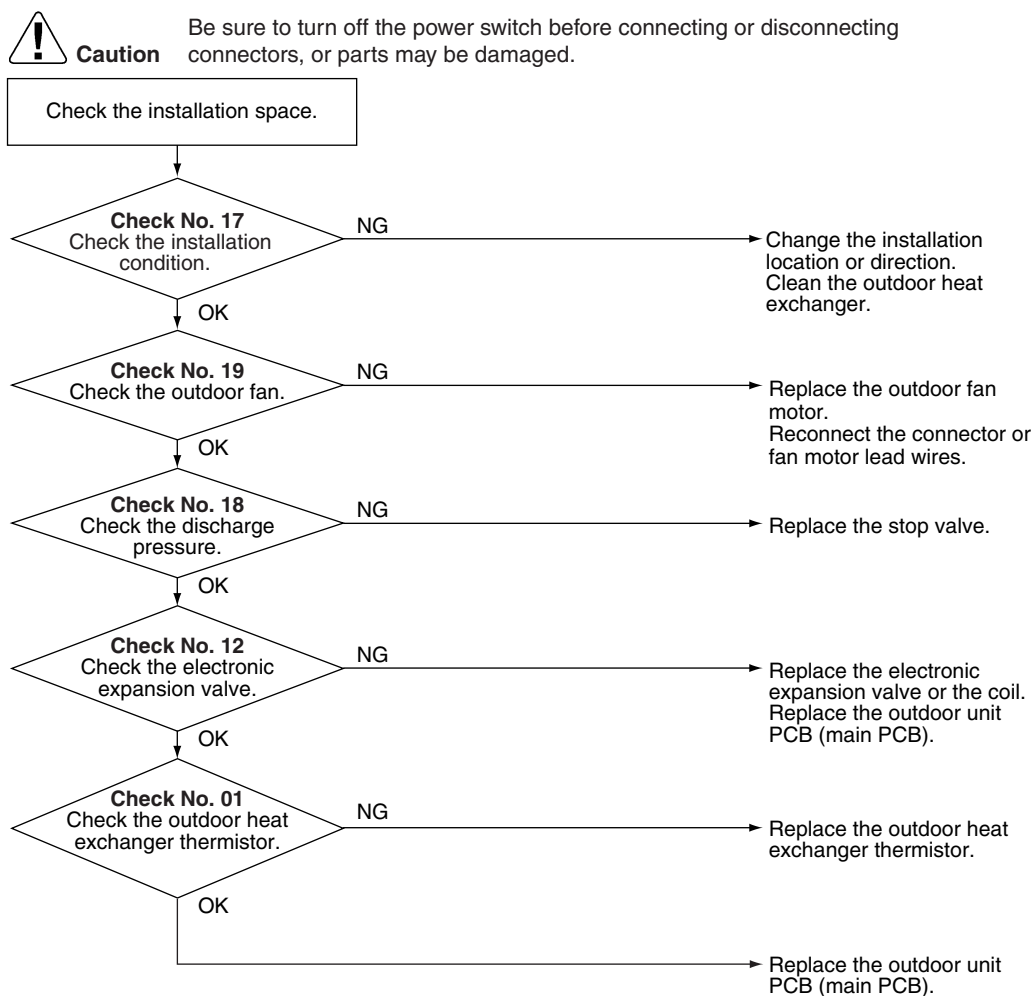 Be sure to turn off the power switch before connecting or disconnecting
Caution connectors, or parts may be damaged.
Check the installation space.
Check No. 17
Check the installation
condition.
NG
Change the installation
location or direction.
Clean the outdoor heat
exchanger.
OK
Check No. 19
Check the outdoor fan.
NG
Replace the outdoor fan
motor.
Reconnect the connector or
fan motor lead wires.
OK
Check No. 18
Check the discharge
pressure.
NG
Replace the stop valve.
OK
Check No. 12
Check the electronic
expansion valve.
NG
Replace the electronic
expansion valve or the coil.
Replace the outdoor unit
PCB (main PCB).
OK
Check No. 01
Check the outdoor heat
exchanger thermistor.
NG
Replace the outdoor heat
exchanger thermistor.
OK
Replace the outdoor unit
PCB (main PCB).